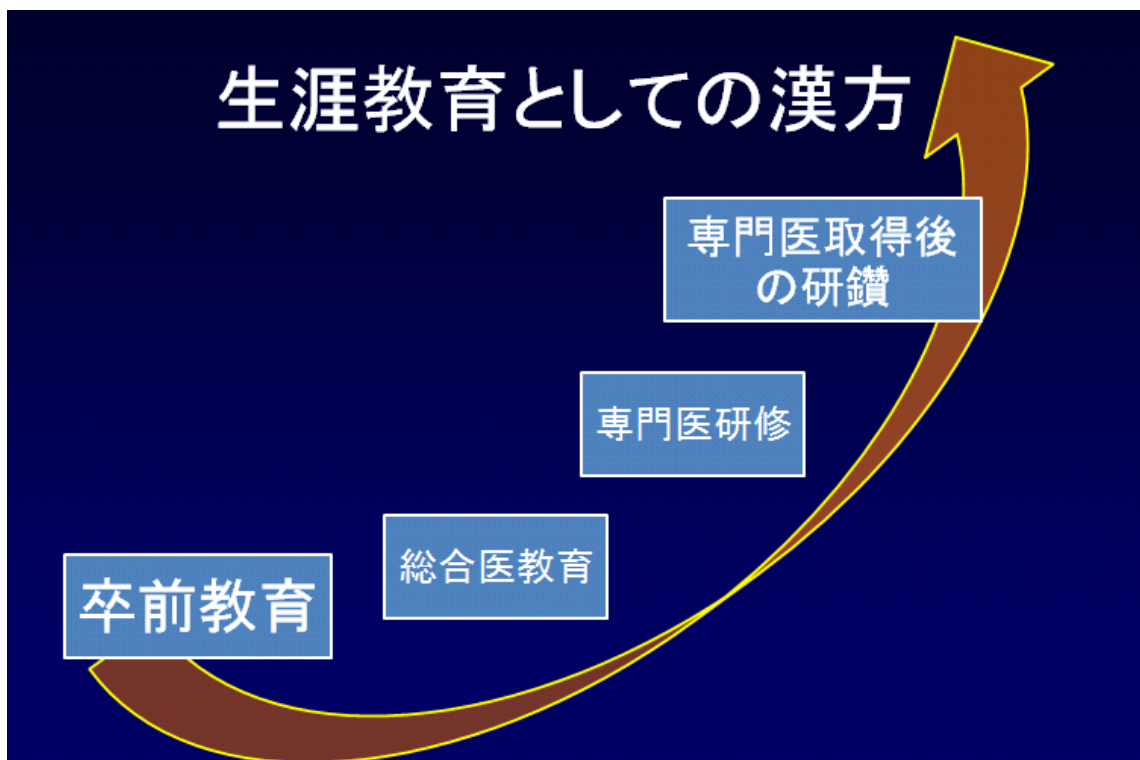 生涯教育としての漢方
専門医取得後
の研鑽
専門医研修
総合医教育
卒前教育